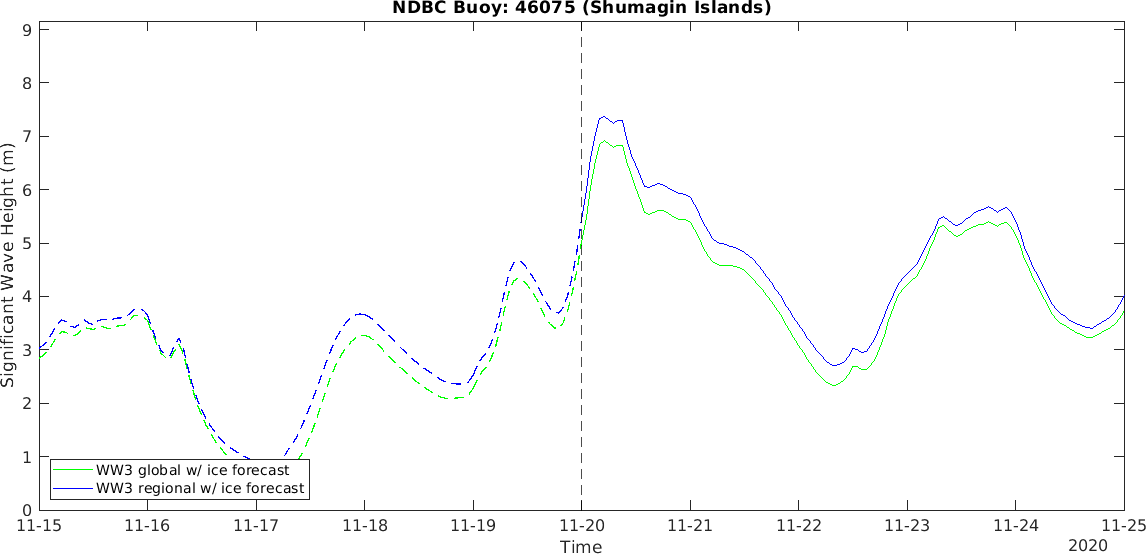 NDBC Buoy: 46075 (Shumagin Islands)
9
8
7
6
5
4
3
2
1
0
Significant Wave Height (m)
WW3 global w/ ice forecast
WW3 regional w/ ice forecast
11-15 11-16 11-17 11-18 11-19 11-20 11-21 11-22 11-23 11-24 11-25
Time
2020